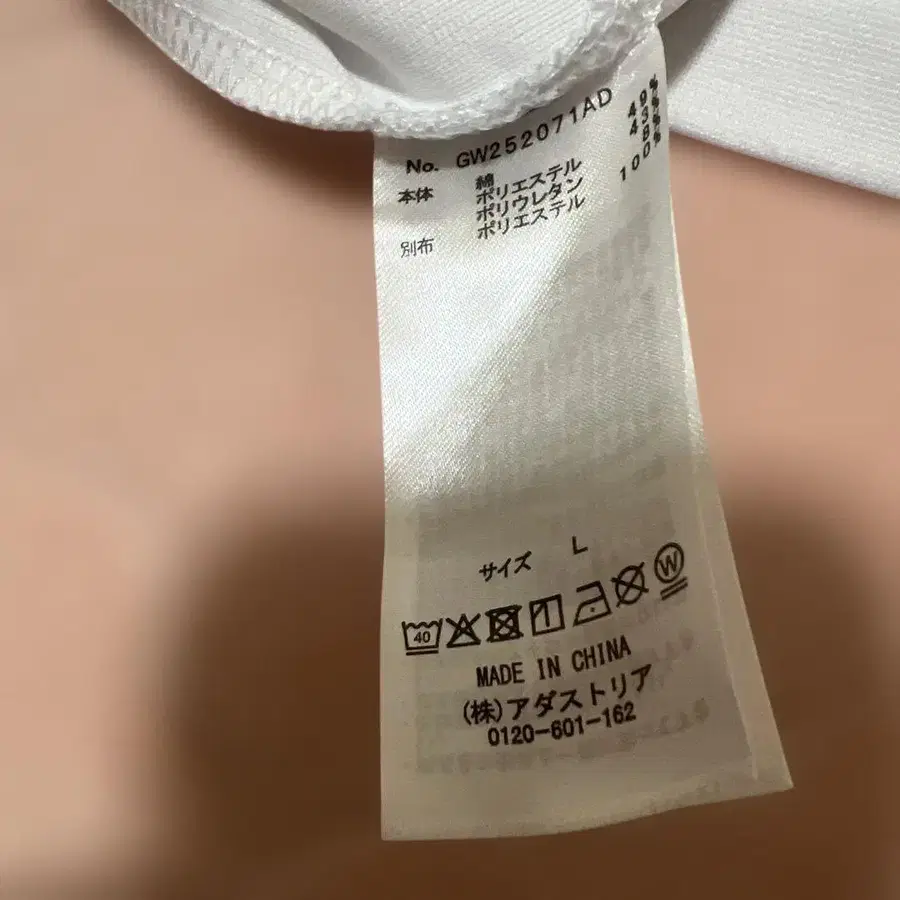 No. GW252071AD
本体 綿 49%
ポリエステル 43%
ポリウレタン 8%
別布 ポリエステル 100%
サイズ L
40 W
MADE IN CHINA
(株)アダストリア
0120-601-162